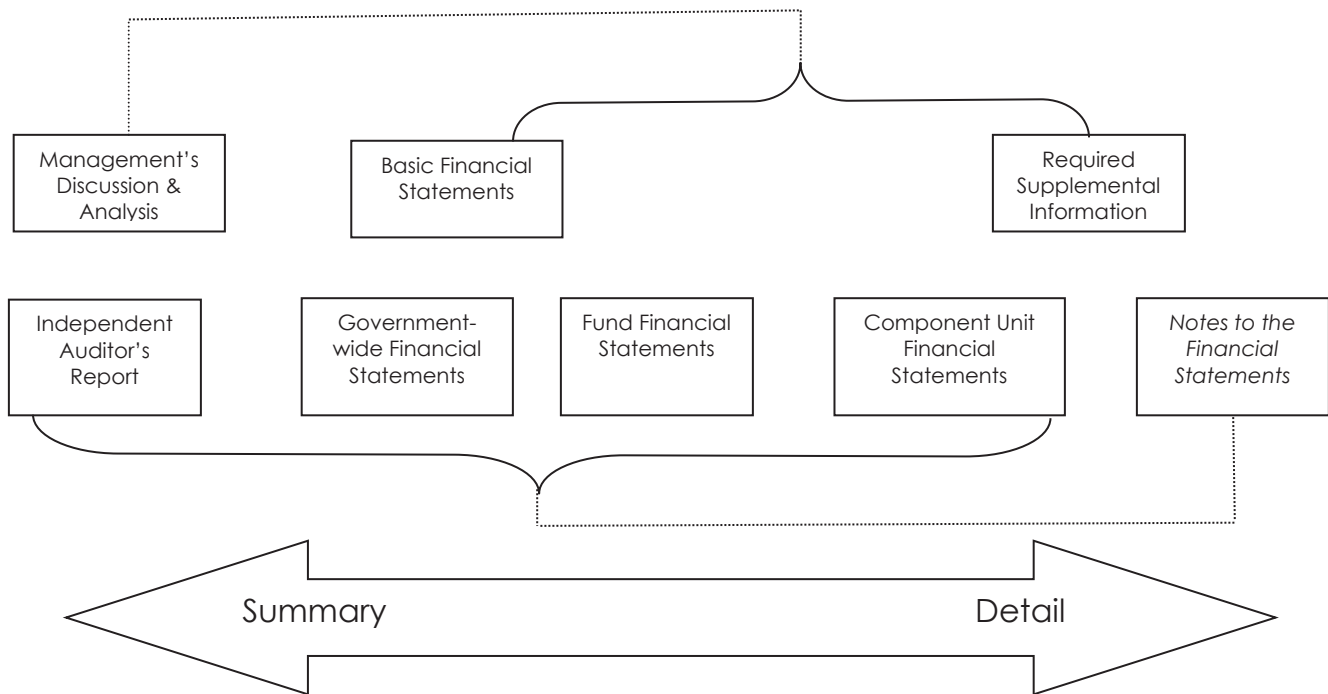 Management’s
Discussion &
Analysis
Basic Financial
Statements
Required
Supplemental
Information
Independent
Auditor’s
Report
Government-
wide Financial
Statements
Fund Financial
Statements
Component Unit
Financial
Statements
Notes to the
Financial
Statements
Summary
Detail